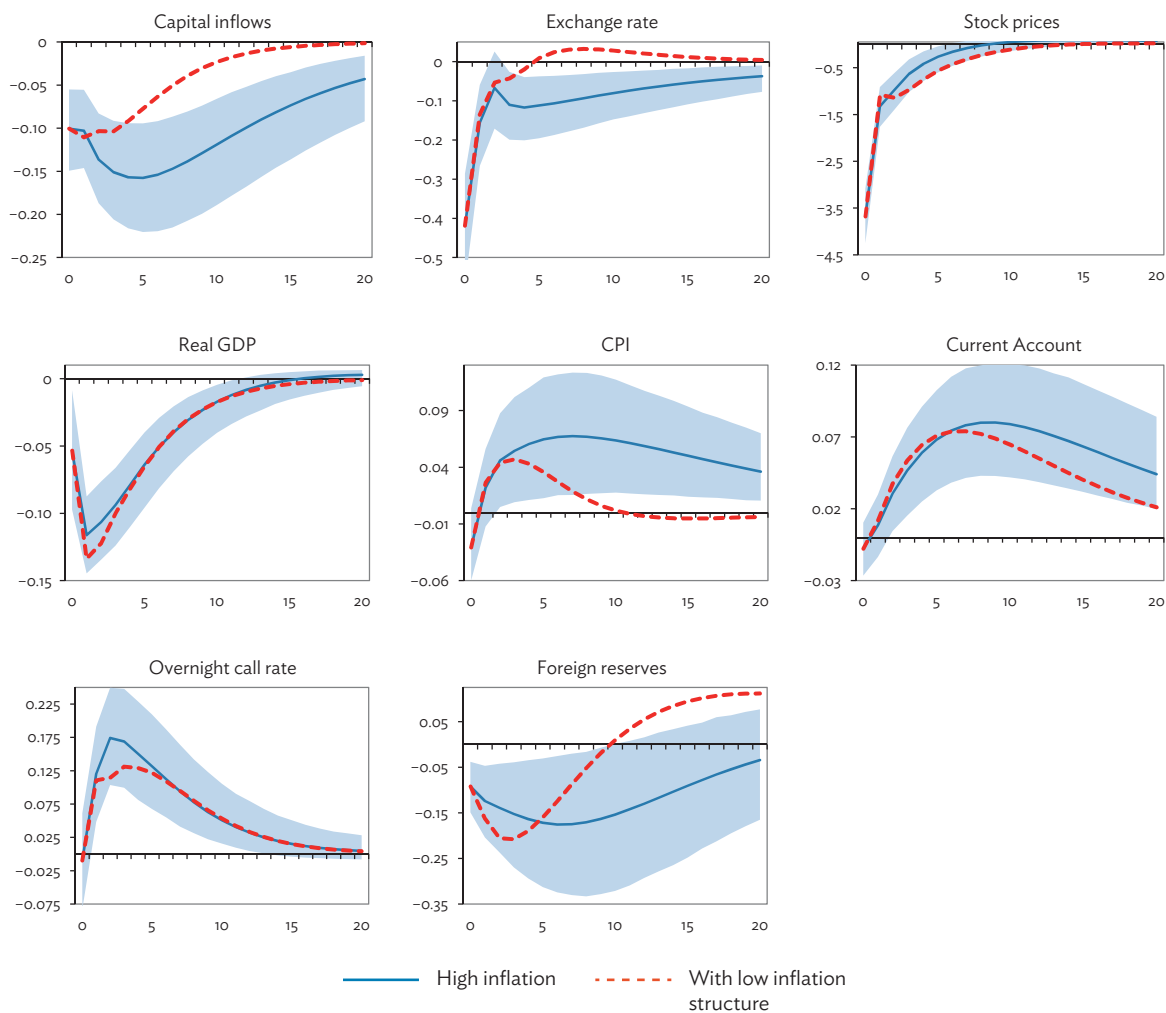 Capital inflows
0
−0.05
−0.10
−0.15
−0.20
−0.25
0 5 10 15 20
Exchange rate
0
−0.1
−0.2
−0.3
−0.4
−0.5
0 5 10 15 20
Stock prices
−0.5
−1.5
−2.5
−3.5
−4.5
0 5 10 15 20
Real GDP
0
−0.05
−0.10
−0.15
0 5 10 15 20
CPI
0.09
0.04
−0.01
−0.06
0 5 10 15 20
Current Account
0.12
0.07
0.02
−0.03
0 5 10 15 20
Overnight call rate
0.225
0.175
0.125
0.075
0.025
−0.025
−0.075
0 5 10 15 20
Foreign reserves
0.05
−0.05
−0.15
−0.25
−0.35
0 5 10 15 20
High inflation
With low inflation
structure